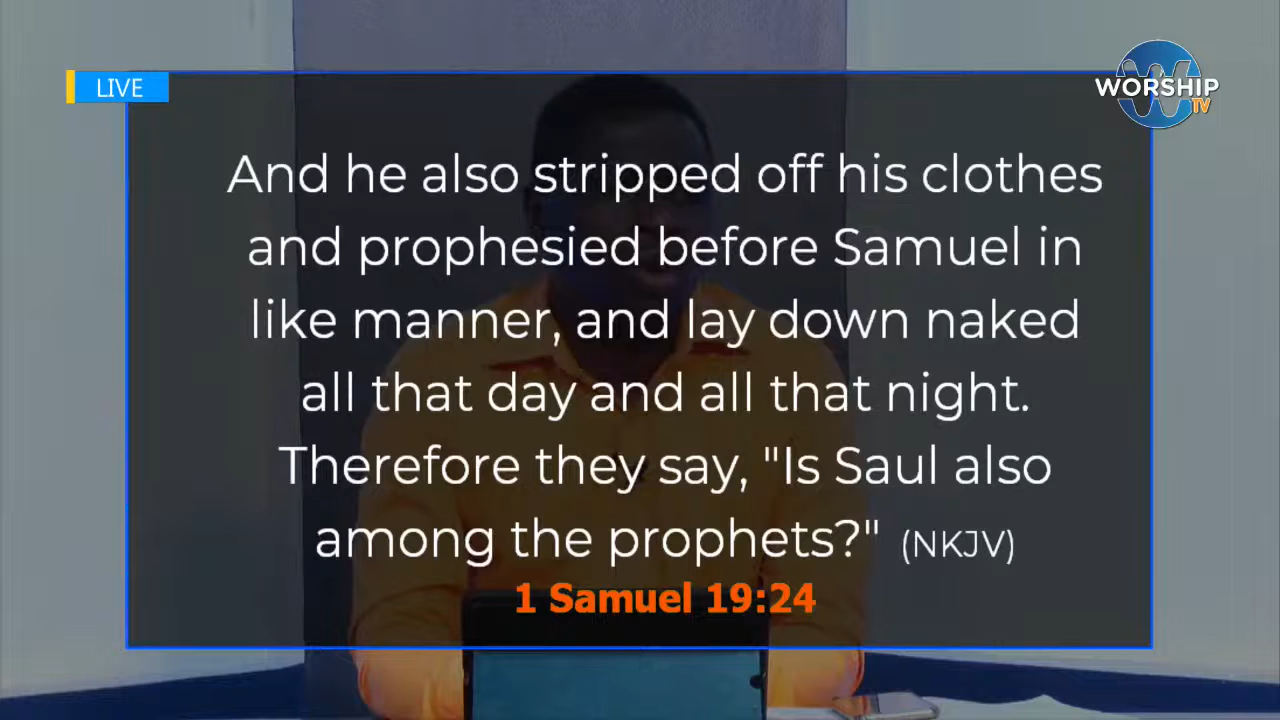 LIVE
WORSHIP
TV
And he also stripped off his clothes
and prophesied before Samuel in
like manner, and lay down naked
all that day and all that night.
Therefore they say, "Is Saul also
among the prophets?" (NKJV)
1 Samuel 19:24